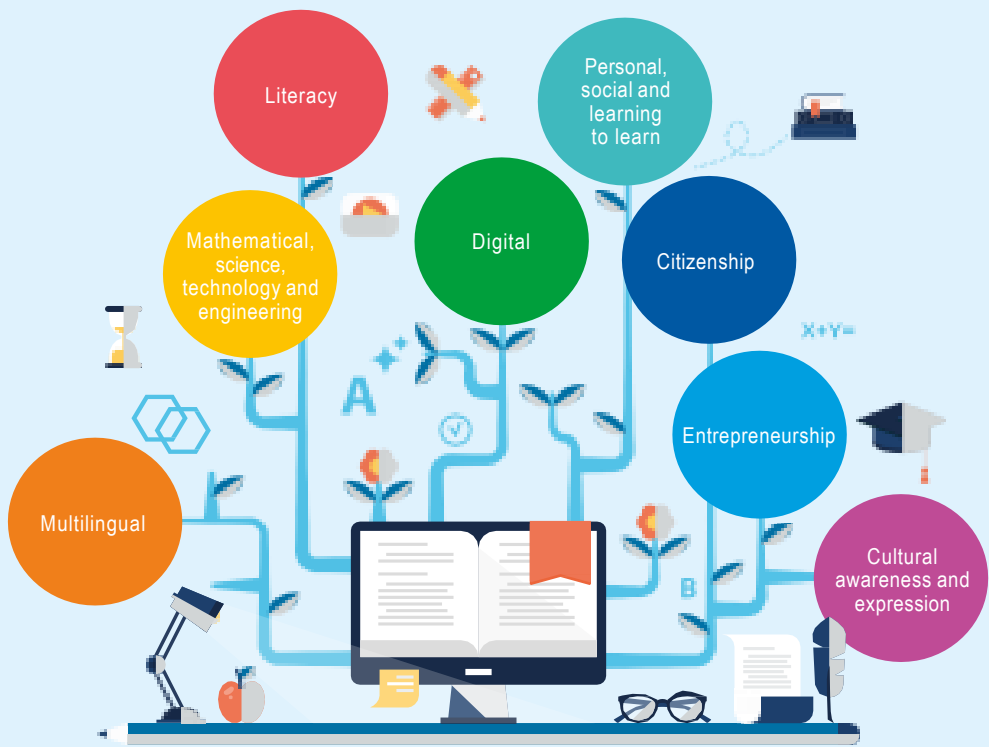 Literacy
Personal,
social and
learning
to learn
Mathematical,
science,
technology and
engineering
Digital
Citizenship
X+Y=
A
Entrepreneurship
Multilingual
Cultural
awareness and
expression
B